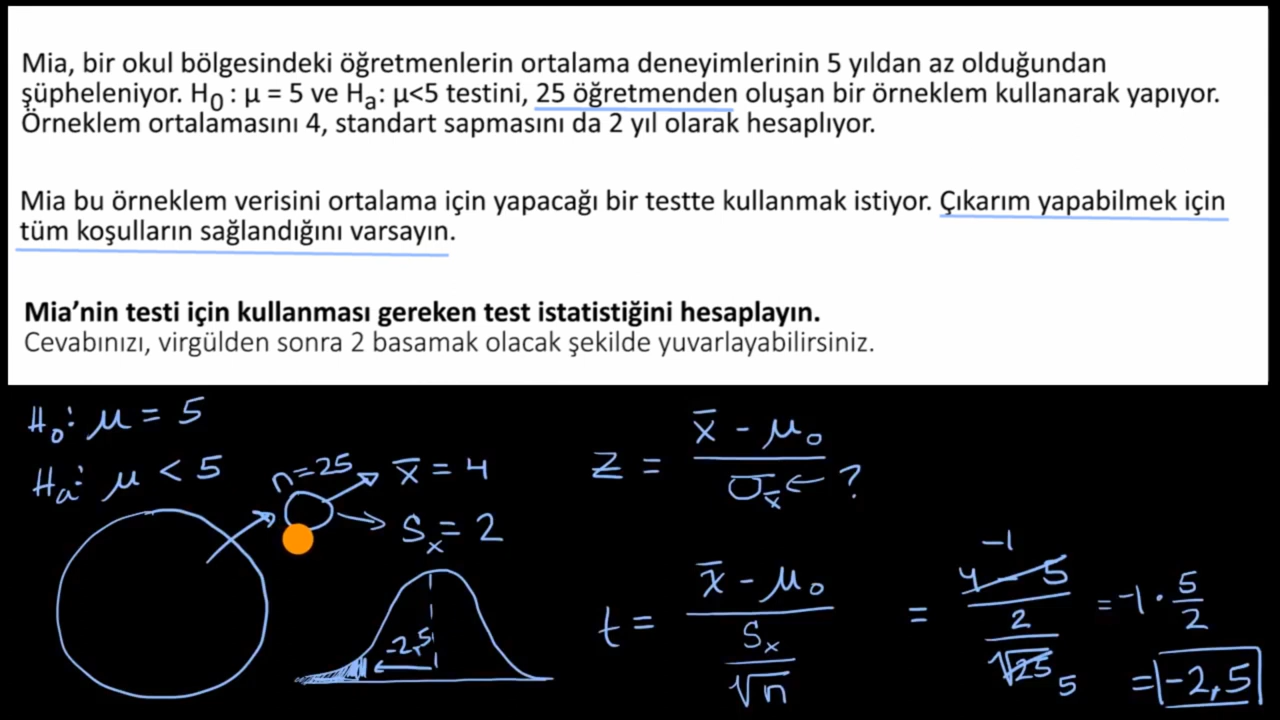 Mia, bir okul bölgesindeki öğretmenlerin ortalama deneyimlerinin 5 yıldan az olduğundan
şüpheleniyor. H₀ : μ = 5 ve Hₐ: μ<5 testini, 25 öğretmenden oluşan bir örneklem kullanarak yapıyor.
Örneklem ortalamasını 4, standart sapmasını da 2 yıl olarak hesaplıyor.
Mia bu örneklem verisini ortalama için yapacağı bir testte kullanmak istiyor. Çıkarım yapabilmek için
tüm koşulların sağlandığını varsayın.
Mia’nin testi için kullanması gereken test istatistiğini hesaplayın.
Cevabınızı, virgülden sonra 2 basamak olacak şekilde yuvarlayabilirsiniz.
H₀: μ = 5
Hₐ: μ < 5
n=25
x̄ = 4
Sₓ = 2
-2,5
z =
x̄ - μ₀
σx̄ ← ?
t =
x̄ - μ₀
Sₓ
√n
=
-1
4 - 5
2
√25 5
= -1 · 5/2
= -2,5